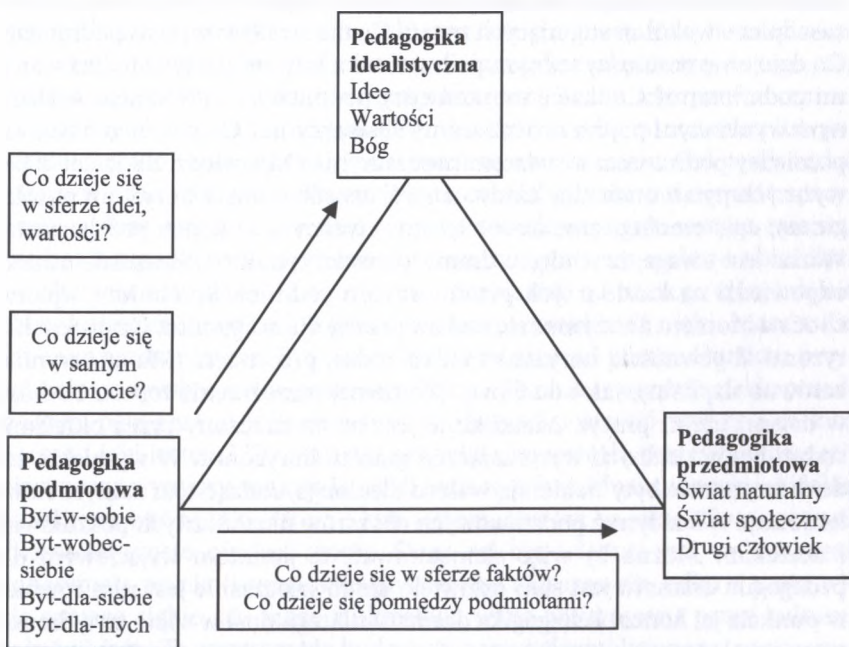 Pedagogika
idealistyczna
Idee
Wartości
Bóg
Co dzieje się
w sferze idei,
wartości?
Co dzieje się
w samym
podmiocie?
Pedagogika
podmiotowa
Byt-w-sobie
Byt-wobec-
siebie
Byt-dla-siebie
Byt-dla-inych
Pedagogika
przedmiotowa
Świat naturalny
Świat społeczny
Drugi człowiek
Co dzieje się w sferze faktów?
Co dzieje się pomiędzy podmiotami?